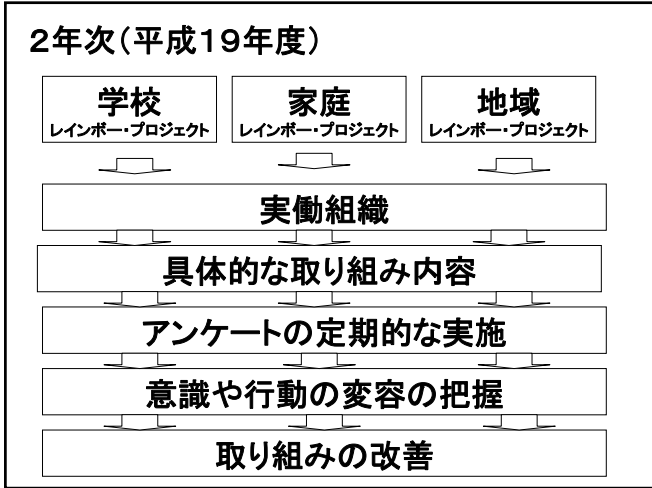 ２年次（平成１９年度）
学校
レインボー・プロジェクト
家庭
レインボー・プロジェクト
地域
レインボー・プロジェクト
実働組織
具体的な取り組み内容
アンケートの定期的な実施
意識や行動の変容の把握
取り組みの改善